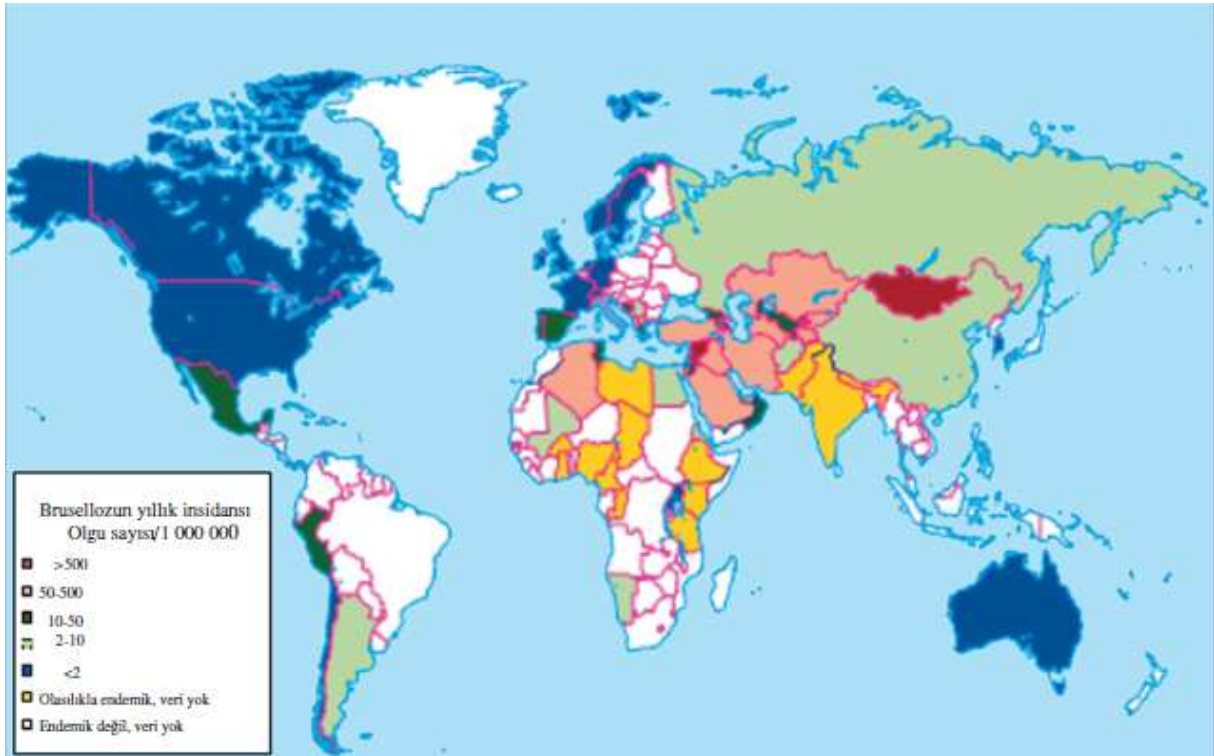 Brusellozun yıllık insidansı
Olgu sayısı/1 000 000
>500
50-500
10-50
2-10
<2
Olasılıkla endemik, veri yok
Endemik değil, veri yok